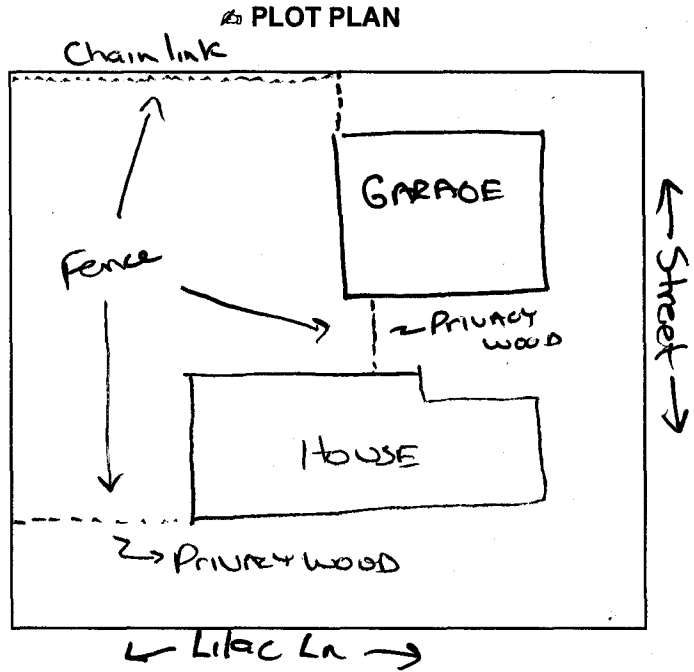 PLOT PLAN
Chain link
GARAGE
Fence
Street
PRIVACY
WOOD
HOUSE
PRIVACY WOOD
Lilac Ln